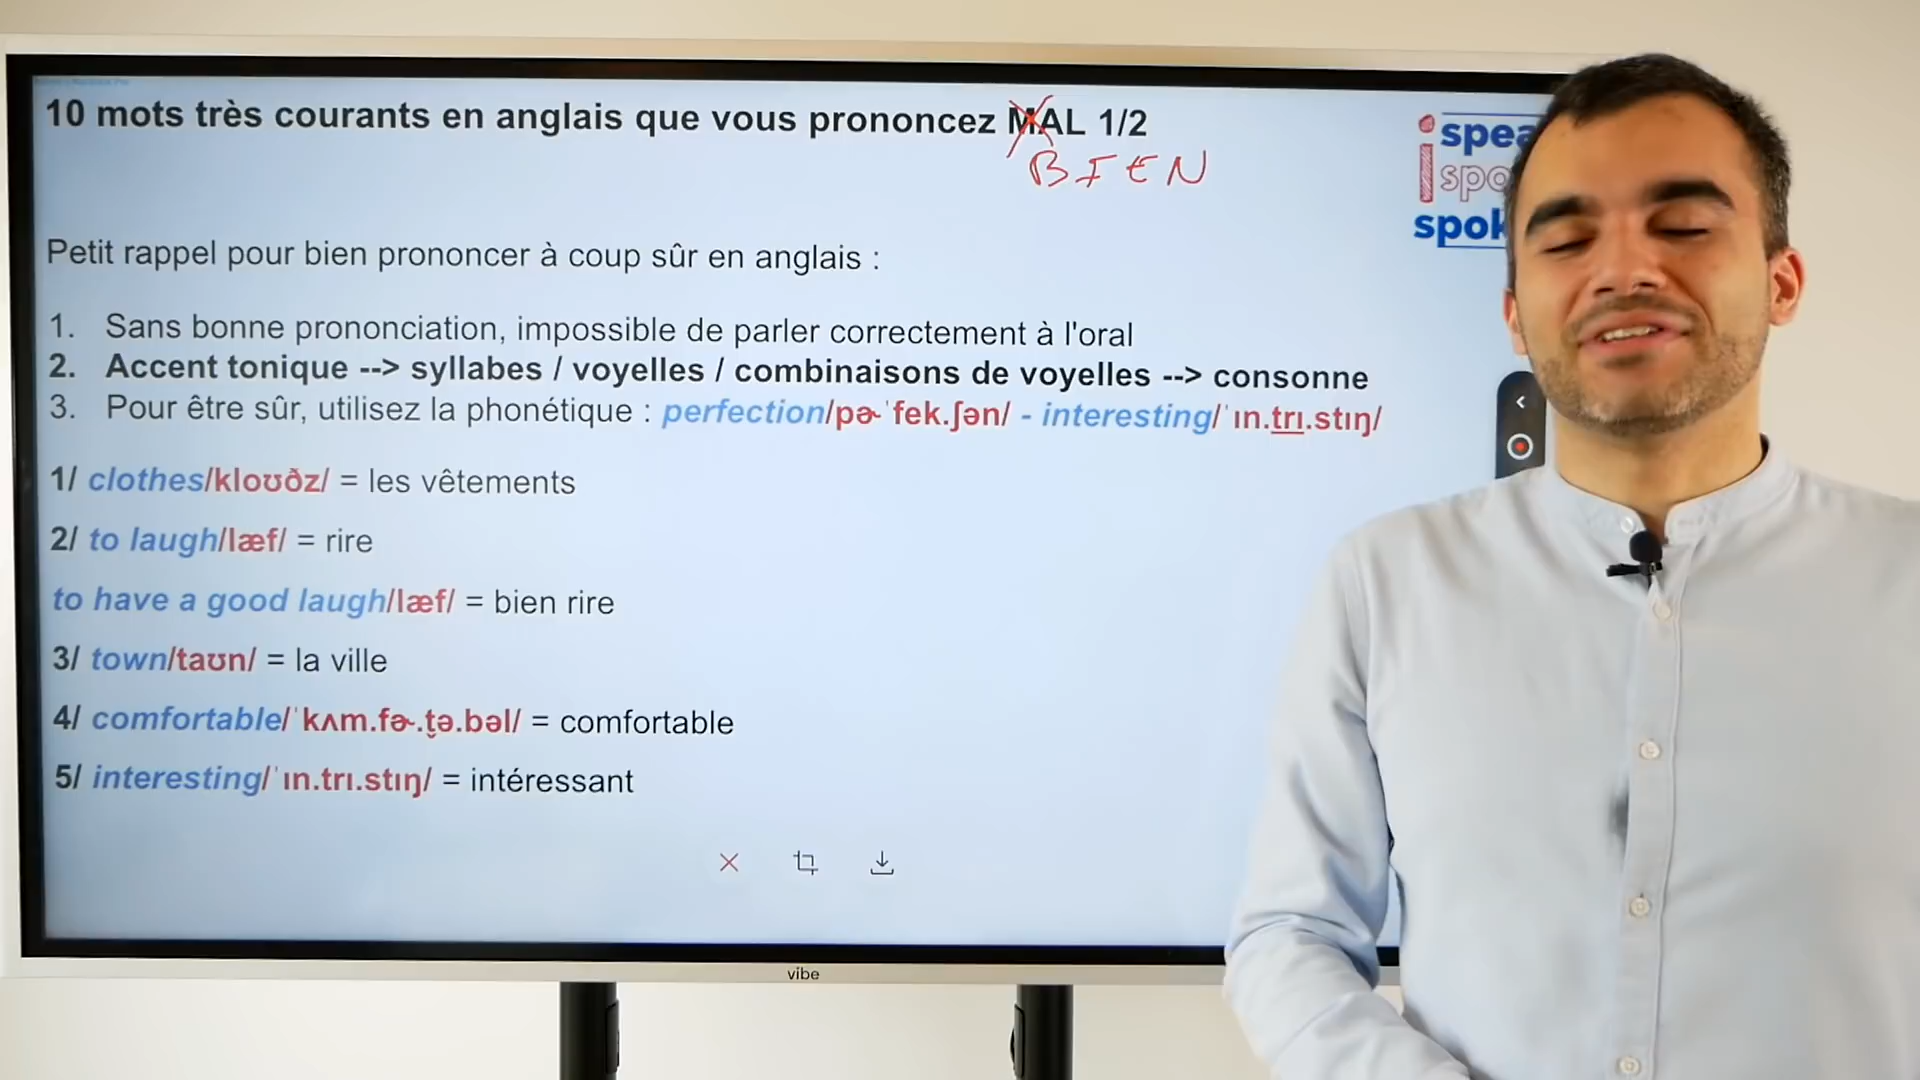 10 mots très courants en anglais que vous prononcez MAL 1/2
BIEN
i spea
spo
spok
Petit rappel pour bien prononcer à coup sûr en anglais :
1. Sans bonne prononciation, impossible de parler correctement à l'oral
2. Accent tonique --> syllabes / voyelles / combinaisons de voyelles --> consonne
3. Pour être sûr, utilisez la phonétique : perfection/pɚˈfek.ʃən/ - interesting/ˈɪn.trɪ.stɪŋ/
1/ clothes/kloʊðz/ = les vêtements
2/ to laugh/læf/ = rire
to have a good laugh/læf/ = bien rire
3/ town/taʊn/ = la ville
4/ comfortable/ˈkʌm.fɚ.t̬ə.bəl/ = comfortable
5/ interesting/ˈɪn.trɪ.stɪŋ/ = intéressant
vibe